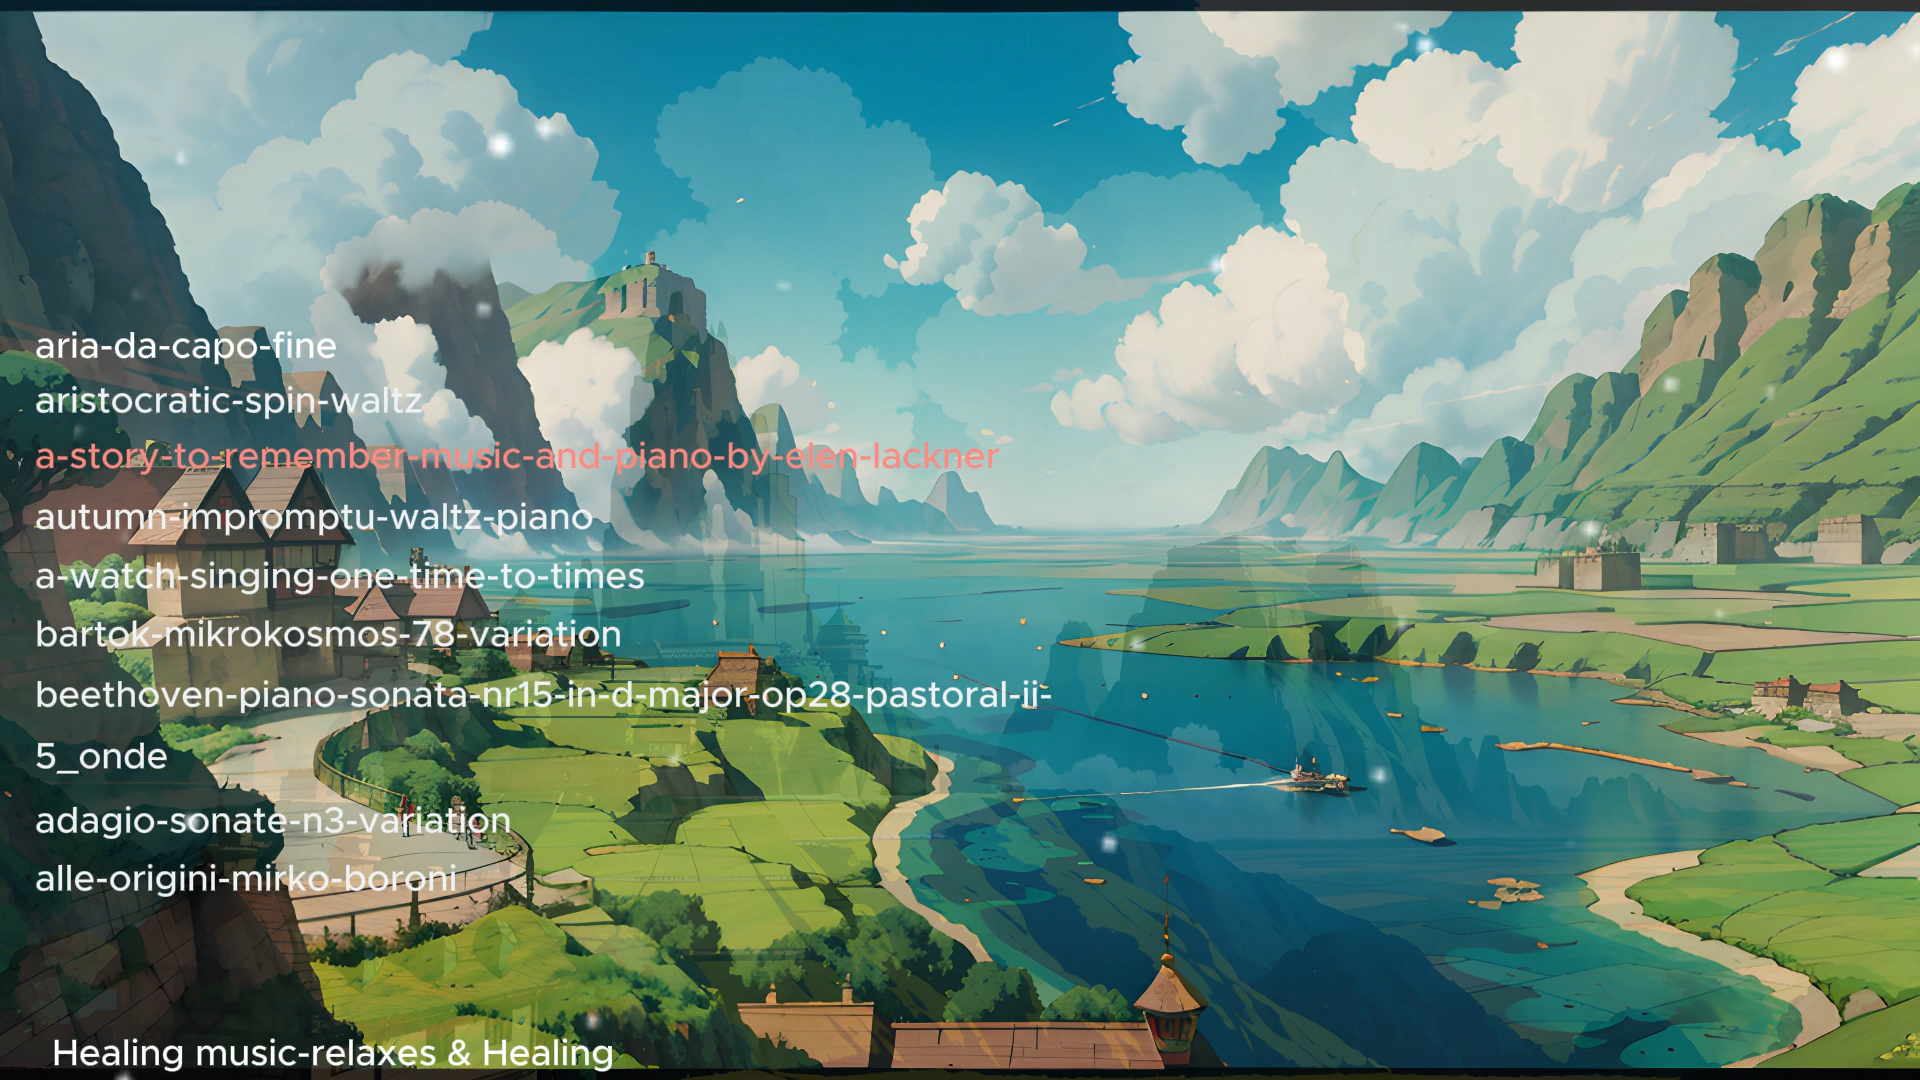 aria-da-capo-fine
aristocratic-spin-waltz
a-story-to-remember-music-and-piano-by-elen-lackner
autumn-impromptu-waltz-piano
a-watch-singing-one-time-to-times
bartok-mikrokosmos-78-variation
beethoven-piano-sonata-nr15-in-d-major-op28-pastoral-ii-
5_onde
adagio-sonate-n3-variation
alle-origini-mirko-boroni
Healing music-relaxes & Healing